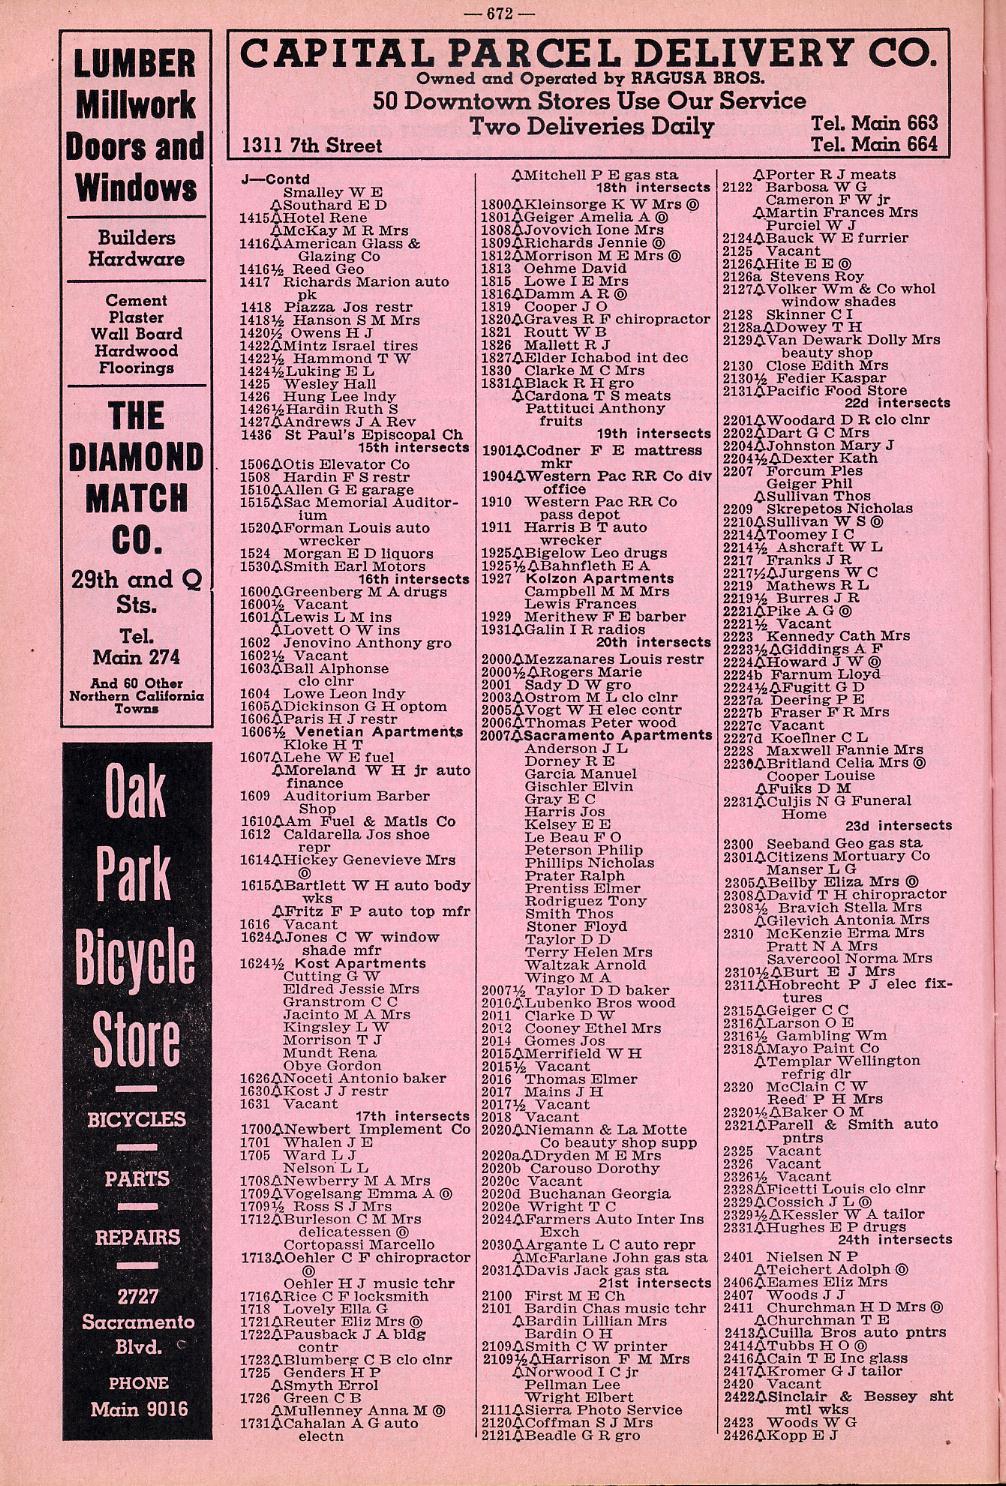 — 672 —
LUMBER
Millwork
Doors and
Windows
Builders
Hardware
Cement
Plaster
Wall Board
Hardwood
Floorings
THE
DIAMOND
MATCH
CO.
29th and Q
Sts.
Tel.
Main 274
And 60 Other
Northern California
Towns
Oak
Park
Bicycle
Store
BICYCLES
PARTS
REPAIRS
2727
Sacramento
Blvd.
PHONE
Main 9016
CAPITAL PARCEL DELIVERY CO.
Owned and Operated by RAGUSA BROS.
50 Downtown Stores Use Our Service
Two Deliveries Daily
1311 7th Street
Tel. Main 663
Tel. Main 664
J—Contd
Smalley W E
△Southard E D
1415△Hotel Rene
△McKay M R Mrs
1416△American Glass &
Glazing Co
1416½ Reed Geo
1417 Richards Marion auto
pk
1418 Piazza Jos restr
1418½ Hanson S M Mrs
1420½ Owens H J
1422△Mintz Israel tires
1422½ Hammond T W
1424½Luking E L
1425 Wesley Hall
1426 Hung Lee lndy
1426½Hardin Ruth S
1427△Andrews J A Rev
1436 St Paul's Episcopal Ch
15th intersects
1506△Otis Elevator Co
1508 Hardin F S restr
1510△Allen G E garage
1515△Sac Memorial Auditor-
ium
1520△Forman Louis auto
wrecker
1524 Morgan E D liquors
1530△Smith Earl Motors
16th intersects
1600△Greenberg M A drugs
1600½ Vacant
1601△Lewis L M ins
△Lovett O W ins
1602 Jenovino Anthony gro
1602½ Vacant
1603△Ball Alphonse
clo clnr
1604 Lowe Leon lndy
1605△Dickinson G H optom
1606△Paris H J restr
1606½ Venetian Apartments
Kloke H T
1607△Lehe W E fuel
△Moreland W H jr auto
finance
1609 Auditorium Barber
Shop
1610△Am Fuel & Matls Co
1612 Caldarella Jos shoe
repr
1614△Hickey Genevieve Mrs
◎
1615△Bartlett W H auto body
wks
△Fritz F P auto top mfr
1616 Vacant
1624△Jones C W window
shade mfr
1624½ Kost Apartments
Cutting G W
Eldred Jessie Mrs
Granstrom C C
Jacinto M A Mrs
Kingsley L W
Morrison T J
Mundt Rena
Obye Gordon
1626△Noceti Antonio baker
1630△Kost J J restr
1631 Vacant
17th intersects
1700△Newbert Implement Co
1701 Whalen J E
1705 Ward L J
Nelson L L
1708△Newberry M A Mrs
1709△Vogelsang Emma A ◎
1709½ Ross S J Mrs
1712△Burleson C M Mrs
delicatessen ◎
Cortopassi Marcello
1713△Oehler C F chiropractor
◎
Oehler H J music tchr
1716△Rice C F locksmith
1718 Lovely Ella G
1721△Reuter Eliz Mrs ◎
1722△Pausback J A bldg
contr
1723△Blumberg C B clo clnr
1725 Genders H P
△Smyth Errol
1726 Green C B
△Mullenney Anna M ◎
1731△Cahalan A G auto
electn
△Mitchell P E gas sta
18th intersects
1800△Kleinsorge K W Mrs ◎
1801△Geiger Amelia A ◎
1808△Jovovich Ione Mrs
1809△Richards Jennie ◎
1812△Morrison M E Mrs ◎
1813 Oehme David
1815 Lowe I E Mrs
1816△Damm A R ◎
1819 Cooper J O
1820△Graves R F chiropractor
1821 Routt W B
1826 Mallett R J
1827△Elder Ichabod int dec
1830 Clarke M C Mrs
1831△Black R H gro
△Cardona T S meats
Pattituci Anthony
fruits
19th intersects
1901△Codner F E mattress
mkr
1904△Western Pac RR Co div
office
1910 Western Pac RR Co
pass depot
1911 Harris B T auto
wrecker
1925△Bigelow Leo drugs
1925½△Bahnfleth E A
1927 Kolzon Apartments
Campbell M M Mrs
Lewis Frances
1929 Merithew F E barber
1931△Galin I R radios
20th intersects
2000△Mezzanares Louis restr
2000½△Rogers Marie
2001 Sady D W gro
2003△Ostrom M L clo clnr
2005△Vogt W H elec contr
2006△Thomas Peter wood
2007△Sacramento Apartments
Anderson J L
Dorney R E
Garcia Manuel
Gischler Elvin
Gray E C
Harris Jos
Kelsey E E
Le Beau F O
Peterson Philip
Phillips Nicholas
Prater Ralph
Prentiss Elmer
Rodriguez Tony
Smith Thos
Stoner Floyd
Taylor D D
Terry Helen Mrs
Waltzak Arnold
Wingo M A
2007½ Taylor D D baker
2010△Lubenko Bros wood
2011 Clarke D W
2012 Cooney Ethel Mrs
2014 Gomes Jos
2015△Merrifield W H
2015½ Vacant
2016 Thomas Elmer
2017 Mains J H
2017½ Vacant
2018 Vacant
2020△Niemann & La Motte
Co beauty shop supp
2020a△Dryden M E Mrs
2020b Carouso Dorothy
2020c Vacant
2020d Buchanan Georgia
2020e Wright T C
2024△Farmers Auto Inter Ins
Exch
2030△Argante L C auto repr
△McFarlane John gas sta
2031△Davis Jack gas sta
21st intersects
2100 First M E Ch
2101 Bardin Chas music tchr
△Bardin Lillian Mrs
Bardin O H
2109△Smith C W printer
2109½△Harrison F M Mrs
△Norwood I C jr
Pellman Lee
Wright Elbert
2111△Sierra Photo Service
2120△Coffman S J Mrs
2121△Beadle G R gro
△Porter R J meats
2122 Barbosa W G
Cameron F W jr
△Martin Frances Mrs
Purciel W J
2124△Bauck W E furrier
2125 Vacant
2126△Hite E E ◎
2126a Stevens Roy
2127△Volker Wm & Co whol
window shades
2128 Skinner C I
2128a△Dowey T H
2129△Van Dewark Dolly Mrs
beauty shop
2130 Close Edith Mrs
2130½ Fedier Kaspar
2131△Pacific Food Store
22d intersects
2201△Woodard D R clo clnr
2202△Dart G C Mrs
2204△Johnston Mary J
2204½△Dexter Kath
2207 Forcum Ples
Geiger Phil
△Sullivan Thos
2209 Skrepetos Nicholas
2210△Sullivan W S ◎
2214△Toomey I C
2214½ Ashcraft W L
2217 Franks J R
2217½△Jurgens W C
2219 Mathews R L
2219½ Burres J R
2221△Pike A G ◎
2221½ Vacant
2223 Kennedy Cath Mrs
2223½△Giddings A F
2224△Howard J W ◎
2224b Farnum Lloyd
2224½△Fugitt G D
2227a Deering P E
2227b Fraser F R Mrs
2227c Vacant
2227d Koellner C L
2228 Maxwell Fannie Mrs
2230△Britland Celia Mrs ◎
Cooper Louise
△Fuiks D M
2231△Culjis N G Funeral
Home
23d intersects
2300 Seeband Geo gas sta
2301△Citizens Mortuary Co
Manser L G
2305△Beilby Eliza Mrs ◎
2308△David T H chiropractor
2308½ Bravich Stella Mrs
△Gilevich Antonia Mrs
2310 McKenzie Erma Mrs
Pratt N A Mrs
Savercool Norma Mrs
2310½△Burt E J Mrs
2311△Hobrecht P J elec fix-
tures
2315△Geiger C C
2316△Larson O E
2316½ Gambling Wm
2318△Mayo Paint Co
△Templar Wellington
refrig dlr
2320 McClain C W
Reed P H Mrs
2320½△Baker O M
2321△Parell & Smith auto
pntrs
2325 Vacant
2326 Vacant
2326½ Vacant
2328△Ficetti Louis clo clnr
2329△Cossich J L ◎
2329½△Kessler W A tailor
2331△Hughes E P drugs
24th intersects
2401 Nielsen N P
△Teichert Adolph ◎
2406△Eames Eliz Mrs
2407 Woods J J
2411 Churchman H D Mrs ◎
△Churchman T E
2413△Cuilla Bros auto pntrs
2414△Tubbs H O ◎
2416△Cain T E Inc glass
2417△Kromer G J tailor
2420 Vacant
2422△Sinclair & Bessey sht
mtl wks
2423 Woods W G
2426△Kopp E J